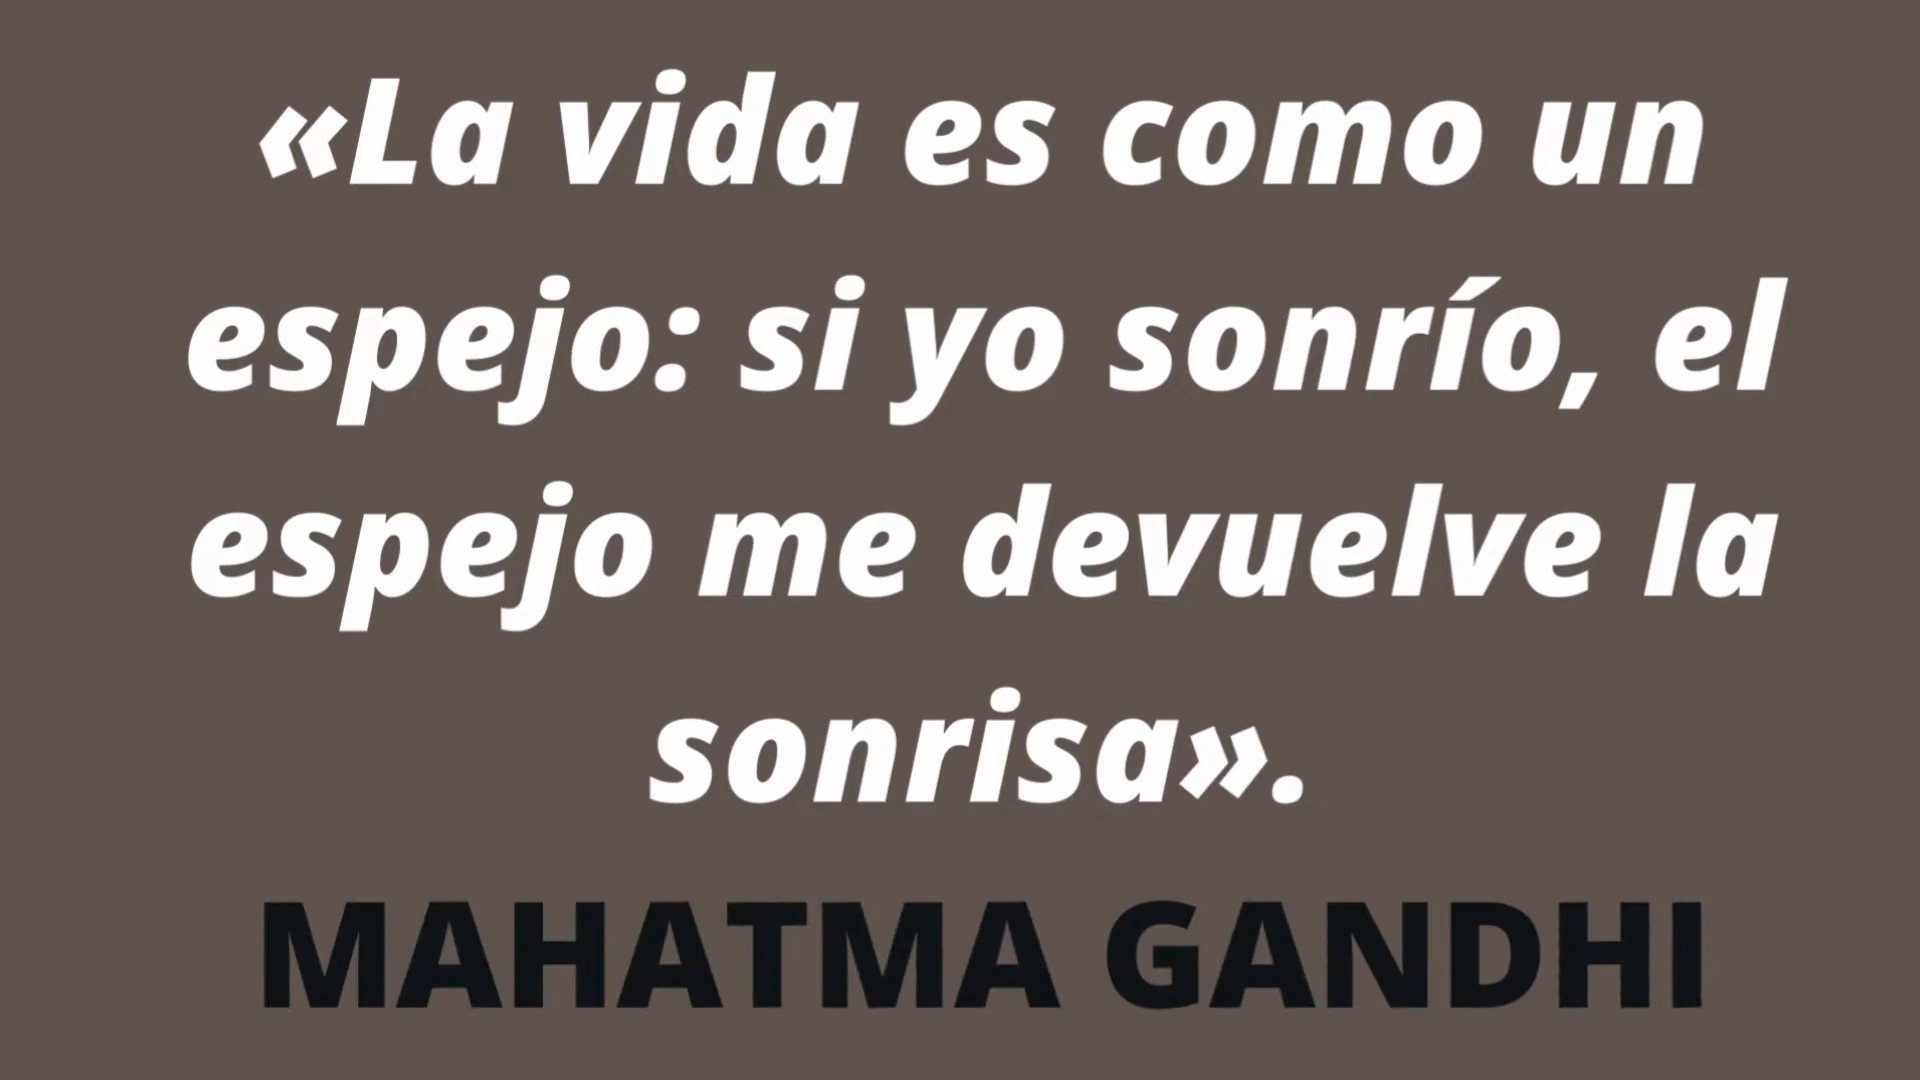 «La vida es como un
espejo: si yo sonrío, el
espejo me devuelve la
sonrisa».
MAHATMA GANDHI